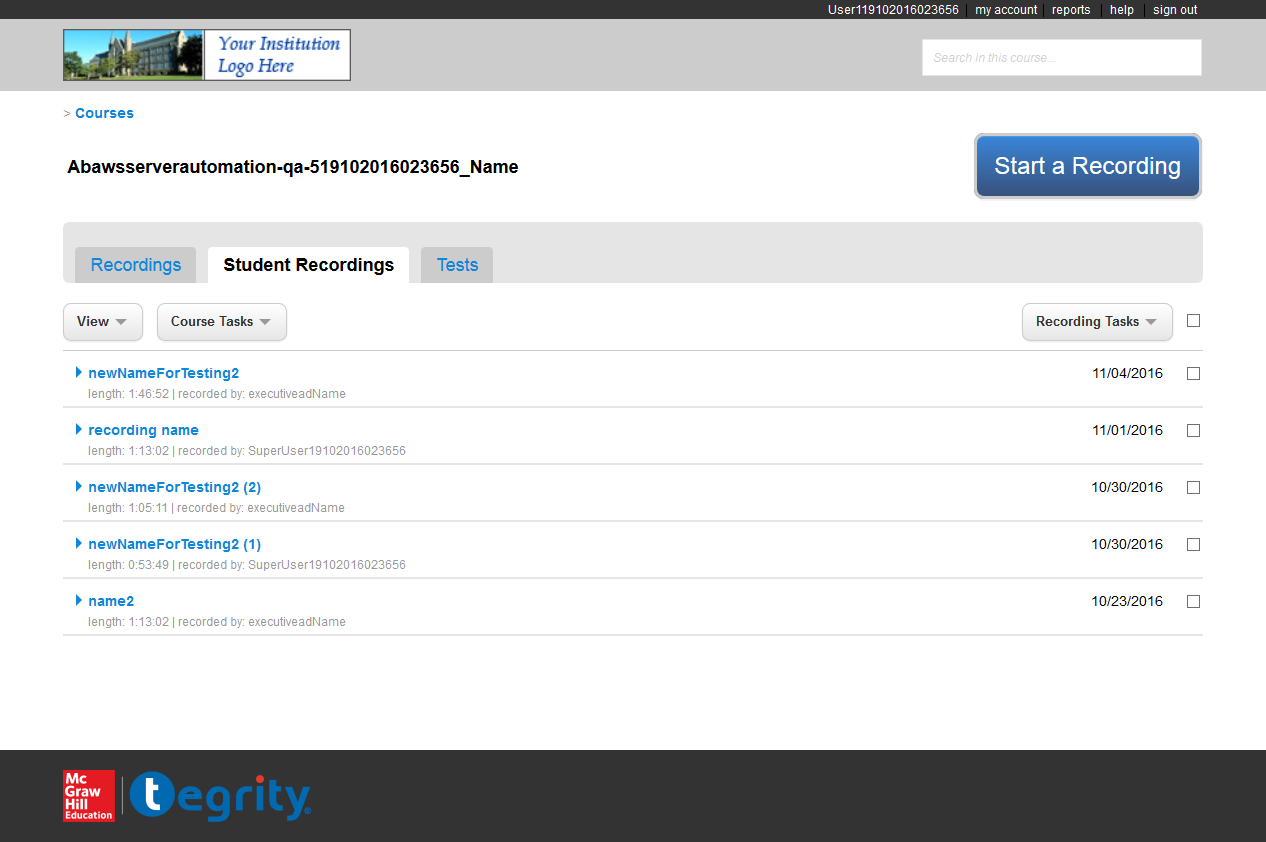 User119102016023656 my account reports help sign out
Your Institution
Logo Here
Search in this course...
> Courses
Abawsserverautomation-qa-519102016023656_Name
Start a Recording
Recordings Student Recordings Tests
View Course Tasks Recording Tasks
newNameForTesting2 11/04/2016
length: 1:46:52 | recorded by: executiveadName
recording name 11/01/2016
length: 1:13:02 | recorded by: SuperUser19102016023656
newNameForTesting2 (2) 10/30/2016
length: 1:05:11 | recorded by: executiveadName
newNameForTesting2 (1) 10/30/2016
length: 0:53:49 | recorded by: SuperUser19102016023656
name2 10/23/2016
length: 1:13:02 | recorded by: executiveadName
Mc
Graw
Hill
Education
tegrity